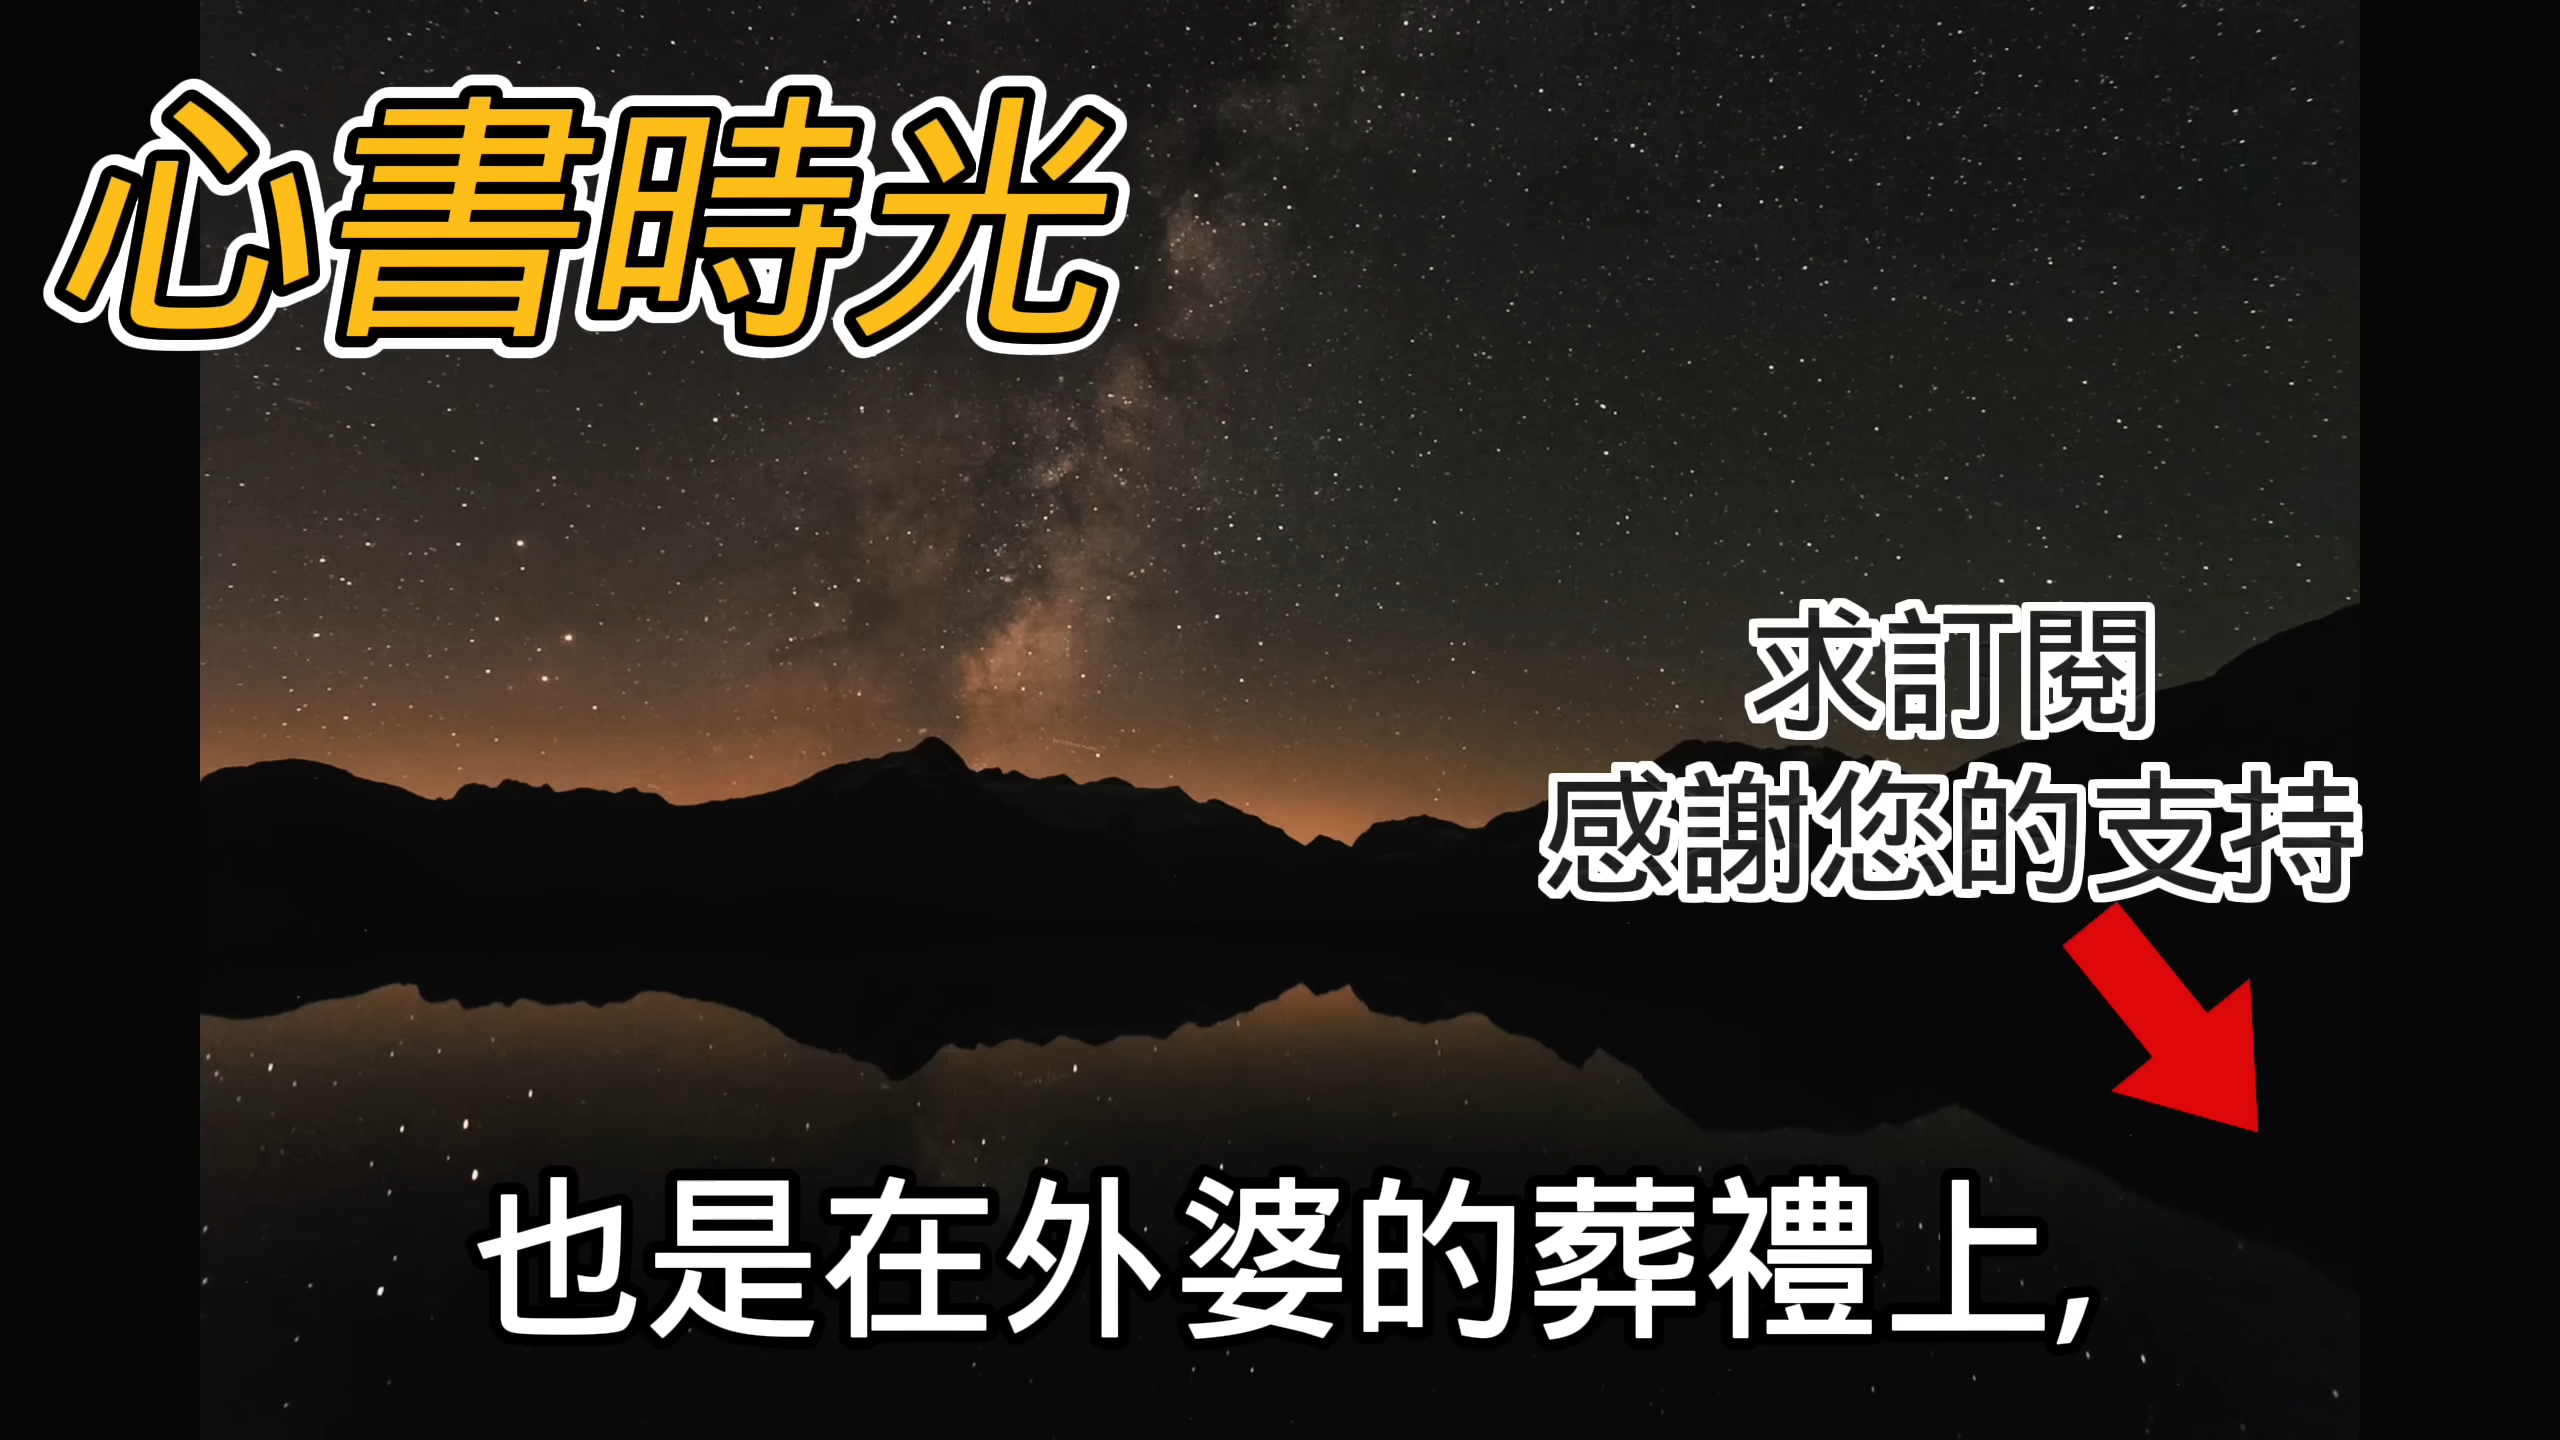 心書時光
求訂閱
感謝您的支持
也是在外婆的葬禮上,